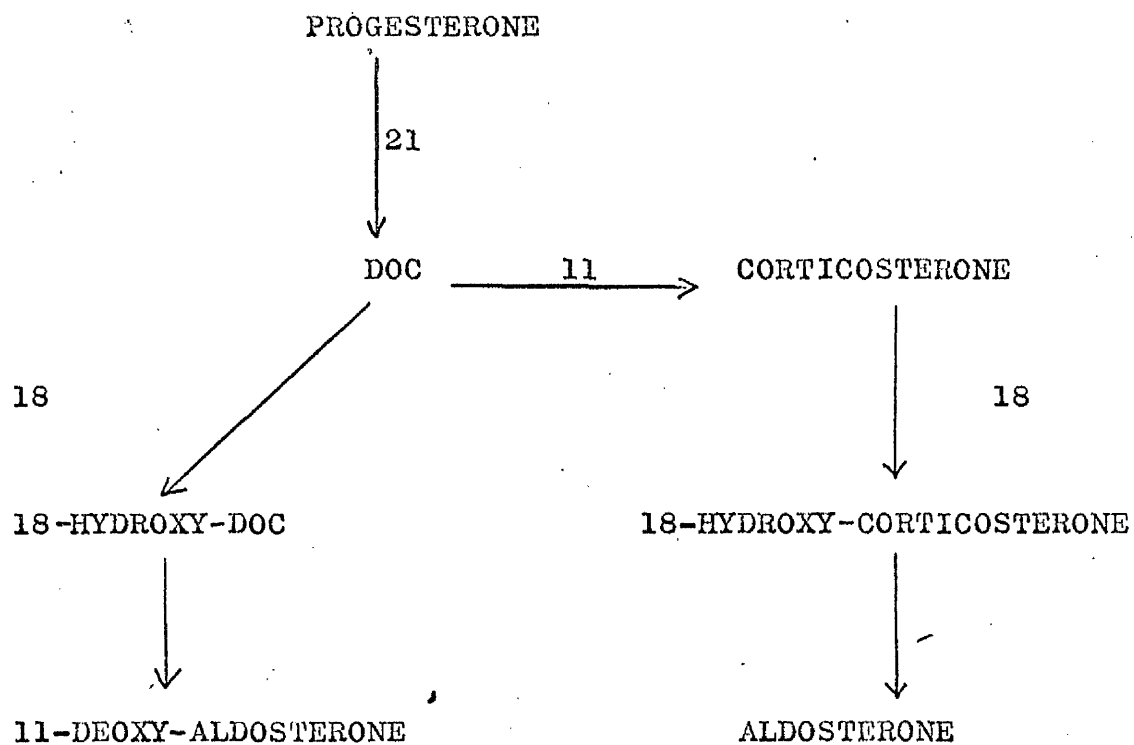 PROGESTERONE
21
DOC 11 CORTICOSTERONE
18 18
18-HYDROXY-DOC 18-HYDROXY-CORTICOSTERONE
11-DEOXY-ALDOSTERONE ALDOSTERONE